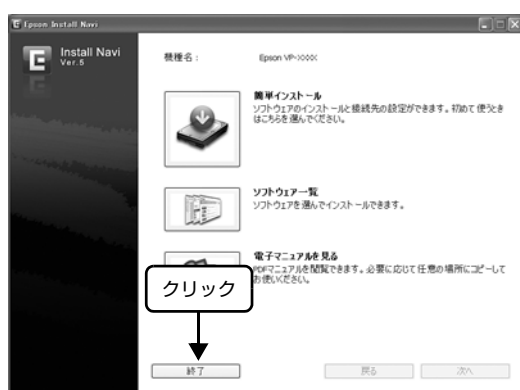 Epson Install Navi
Install Navi
Ver.5
機種名：
Epson VP-XXXX
簡単インストール
ソフトウェアのインストールと接続先の設定ができます。初めて使うとき
はこちらを選んでください。
ソフトウェア一覧
ソフトウェアを選んでインストールできます。
電子マニュアルを見る
PDFマニュアルを閲覧できます。必要に応じて任意の場所にコピーして
お使いください。
クリック
終了
戻る
次へ